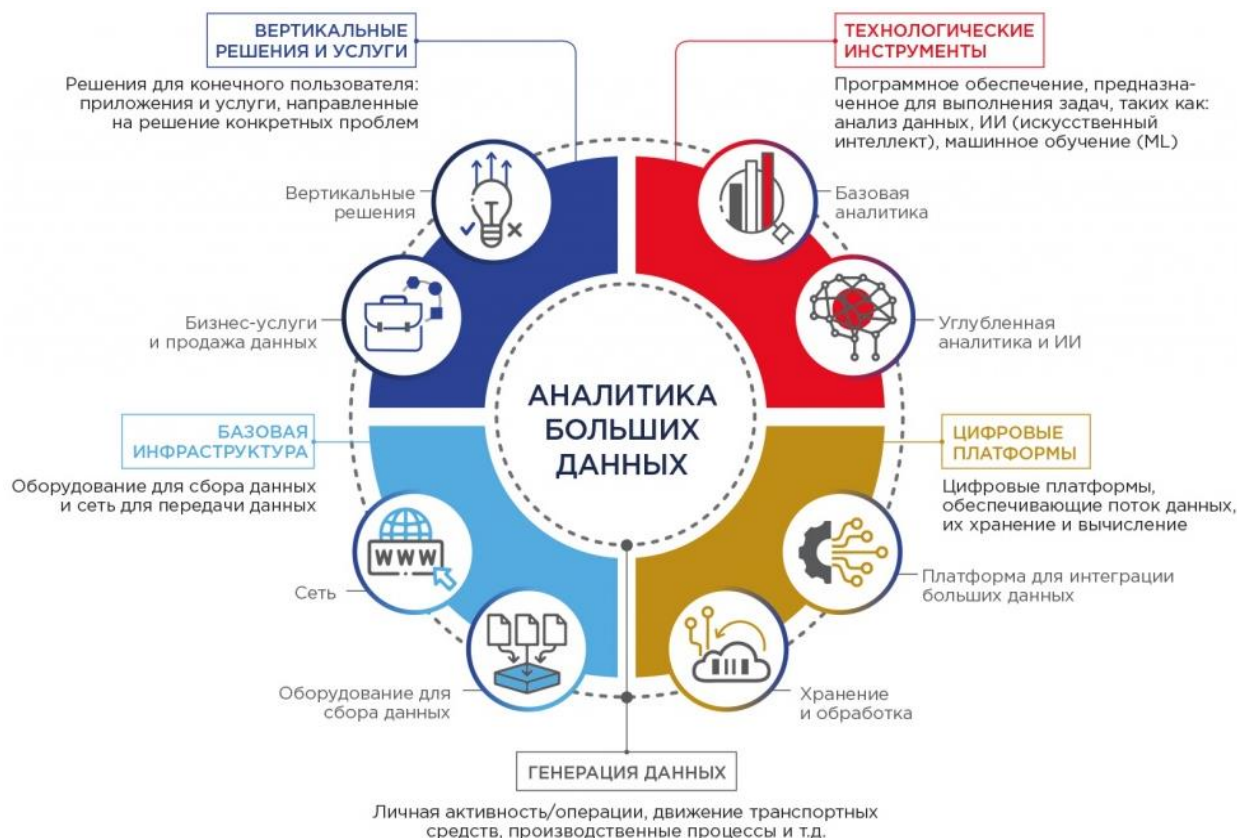 ВЕРТИКАЛЬНЫЕ
РЕШЕНИЯ И УСЛУГИ
Решения для конечного пользователя:
приложения и услуги, направленные
на решение конкретных проблем
Вертикальные
решения
Бизнес-услуги
и продажа данных
ТЕХНОЛОГИЧЕСКИЕ
ИНСТРУМЕНТЫ
Программное обеспечение, предназна-
ченное для выполнения задач, таких как:
анализ данных, ИИ (искусственный
интеллект), машинное обучение (ML)
Базовая
аналитика
Углубленная
аналитика и ИИ
АНАЛИТИКА
БОЛЬШИХ
ДАННЫХ
БАЗОВАЯ
ИНФРАСТРУКТУРА
Оборудование для сбора данных
и сеть для передачи данных
WWW
Сеть
Оборудование для
сбора данных
ЦИФРОВЫЕ
ПЛАТФОРМЫ
Цифровые платформы,
обеспечивающие поток данных,
их хранение и вычисление
Платформа для интеграции
больших данных
Хранение
и обработка
ГЕНЕРАЦИЯ ДАННЫХ
Личная активность/операции, движение транспортных
средств, производственные процессы и т.д.